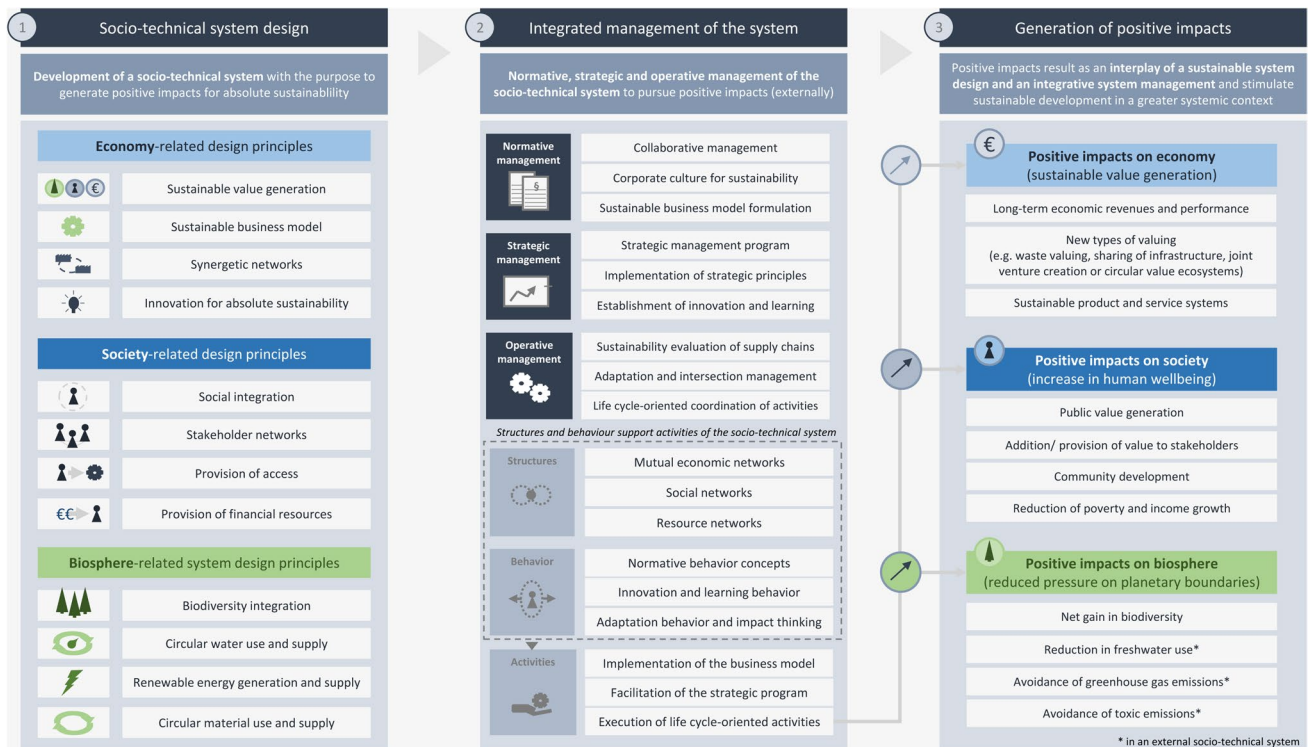 1
Socio-technical system design
Development of a socio-technical system with the purpose to
generate positive impacts for absolute sustainablility
Economy-related design principles
€
Sustainable value generation
Sustainable business model
Synergetic networks
Innovation for absolute sustainability
Society-related design principles
Social integration
Stakeholder networks
Provision of access
€€
Provision of financial resources
Biosphere-related system design principles
Biodiversity integration
Circular water use and supply
Renewable energy generation and supply
Circular material use and supply
2
Integrated management of the system
Normative, strategic and operative management of the
socio-technical system to pursue positive impacts (externally)
Normative
management
§
Collaborative management
Corporate culture for sustainability
Sustainable business model formulation
Strategic
management
Strategic management program
Implementation of strategic principles
Establishment of innovation and learning
Operative
management
Sustainability evaluation of supply chains
Adaptation and intersection management
Life cycle-oriented coordination of activities
Structures and behaviour support activities of the socio-technical system
Structures
Mutual economic networks
Social networks
Resource networks
Behavior
Normative behavior concepts
Innovation and learning behavior
Adaptation behavior and impact thinking
Activities
Implementation of the business model
Facilitation of the strategic program
Execution of life cycle-oriented activities
3
Generation of positive impacts
Positive impacts result as an interplay of a sustainable system
design and an integrative system management and stimulate
sustainable development in a greater systemic context
€
Positive impacts on economy
(sustainable value generation)
Long-term economic revenues and performance
New types of valuing
(e.g. waste valuing, sharing of infrastructure, joint
venture creation or circular value ecosystems)
Sustainable product and service systems
Positive impacts on society
(increase in human wellbeing)
Public value generation
Addition/ provision of value to stakeholders
Community development
Reduction of poverty and income growth
Positive impacts on biosphere
(reduced pressure on planetary boundaries)
Net gain in biodiversity
Reduction in freshwater use*
Avoidance of greenhouse gas emissions*
Avoidance of toxic emissions*
* in an external socio-technical system